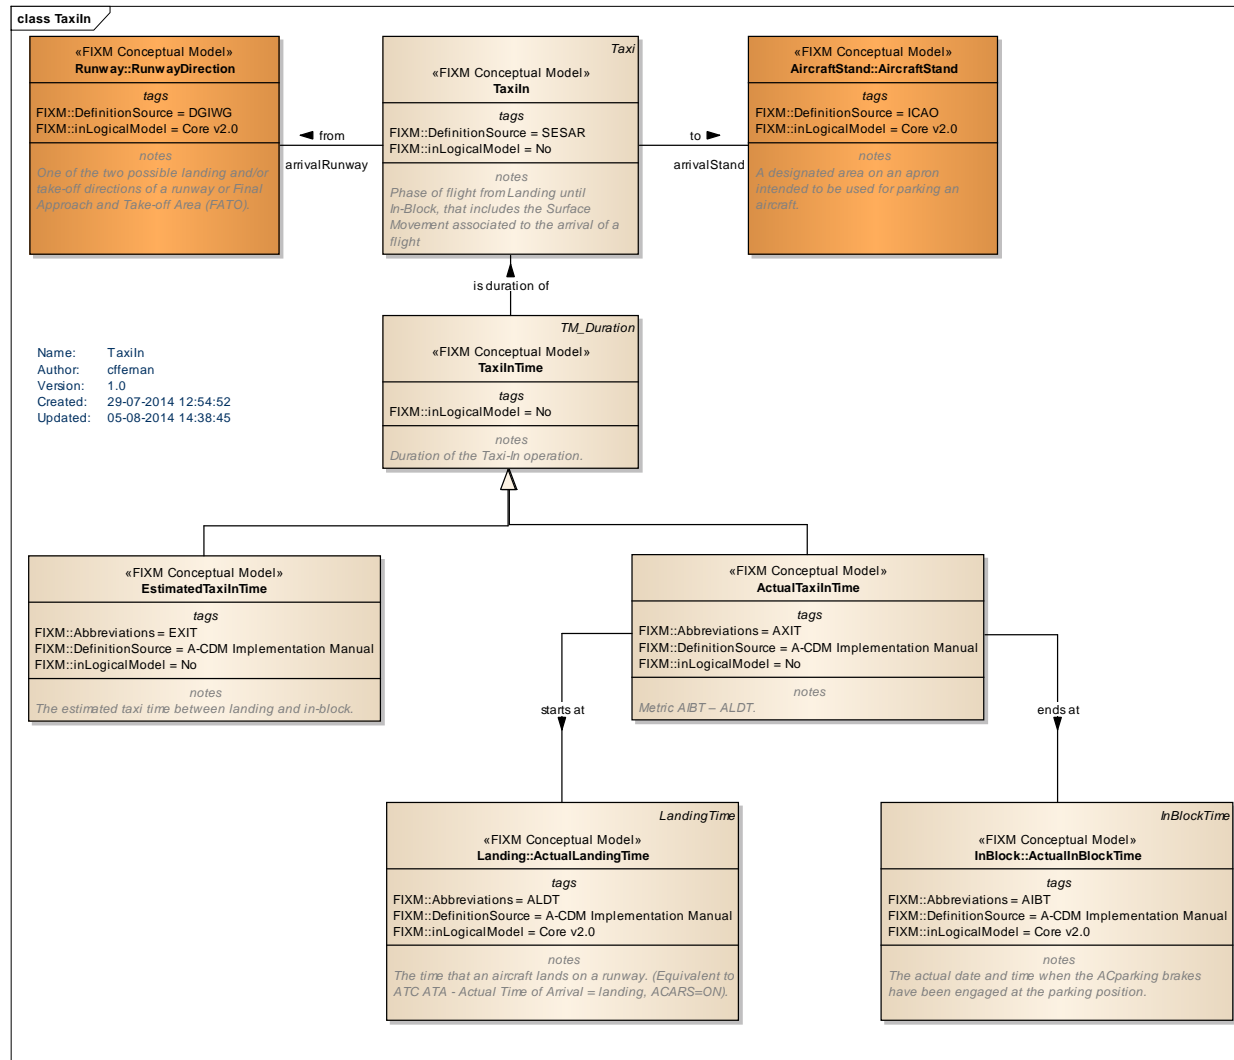 class TaxiIn
«FIXM Conceptual Model»
Runway::RunwayDirection
tags
FIXM::DefinitionSource = DGIWG
FIXM::inLogicalModel = Core v2.0
notes
One of the two possible landing and/or
take-off directions of a runway or Final
Approach and Take-off Area (FATO).
from
arrivalRunway
Taxi
«FIXM Conceptual Model»
TaxiIn
tags
FIXM::DefinitionSource = SESAR
FIXM::inLogicalModel = No
notes
Phase of flight from Landing until
In-Block, that includes the Surface
Movement associated to the arrival of a
flight
to
arrivalStand
«FIXM Conceptual Model»
AircraftStand::AircraftStand
tags
FIXM::DefinitionSource = ICAO
FIXM::inLogicalModel = Core v2.0
notes
A designated area on an apron
intended to be used for parking an
aircraft.
is duration of
TM_Duration
«FIXM Conceptual Model»
TaxiInTime
tags
FIXM::inLogicalModel = No
notes
Duration of the Taxi-In operation.
Name: TaxiIn
Author: cffernan
Version: 1.0
Created: 29-07-2014 12:54:52
Updated: 05-08-2014 14:38:45
«FIXM Conceptual Model»
EstimatedTaxiInTime
tags
FIXM::Abbreviations = EXIT
FIXM::DefinitionSource = A-CDM Implementation Manual
FIXM::inLogicalModel = No
notes
The estimated taxi time between landing and in-block.
«FIXM Conceptual Model»
ActualTaxiInTime
tags
FIXM::Abbreviations = AXIT
FIXM::DefinitionSource = A-CDM Implementation Manual
FIXM::inLogicalModel = No
notes
Metric AIBT – ALDT.
starts at
ends at
LandingTime
«FIXM Conceptual Model»
Landing::ActualLandingTime
tags
FIXM::Abbreviations = ALDT
FIXM::DefinitionSource = A-CDM Implementation Manual
FIXM::inLogicalModel = Core v2.0
notes
The time that an aircraft lands on a runway. (Equivalent to
ATC ATA - Actual Time of Arrival = landing, ACARS=ON).
InBlockTime
«FIXM Conceptual Model»
InBlock::ActualInBlockTime
tags
FIXM::Abbreviations = AIBT
FIXM::DefinitionSource = A-CDM Implementation Manual
FIXM::inLogicalModel = Core v2.0
notes
The actual date and time when the ACparking brakes
have been engaged at the parking position.